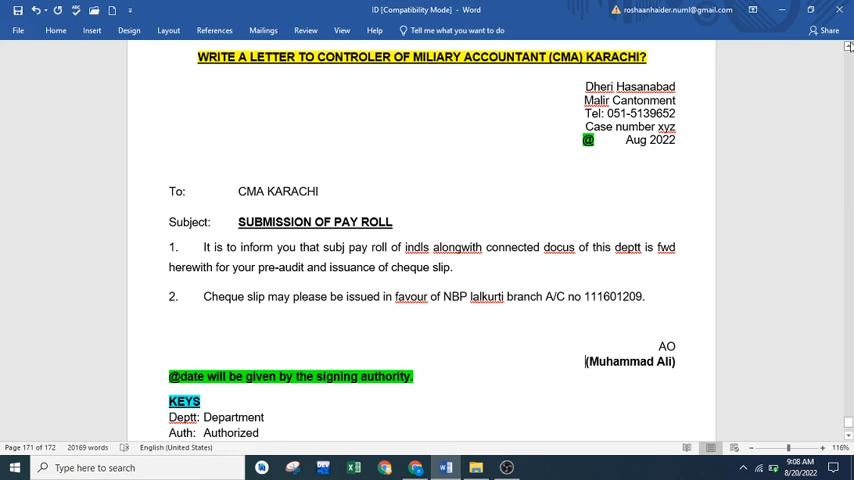 ID [Compatibility Mode] - Word
roshaanhaider.numl@gmail.com
File Home Insert Design Layout References Mailings Review View Help Tell me what you want to do Share
WRITE A LETTER TO CONTROLER OF MILIARY ACCOUNTANT (CMA) KARACHI?
Dheri Hasanabad
Malir Cantonment
Tel: 051-5139652
Case number xyz
@ Aug 2022
To: CMA KARACHI
Subject: SUBMISSION OF PAY ROLL
1. It is to inform you that subj pay roll of indls alongwith connected docus of this deptt is fwd
herewith for your pre-audit and issuance of cheque slip.
2. Cheque slip may please be issued in favour of NBP lalkurti branch A/C no 111601209.
AO
(Muhammad Ali)
@date will be given by the signing authority.
KEYS
Deptt: Department
Auth: Authorized
Page 171 of 172 20169 words English (United States) 116%
Type here to search
9:08 AM
8/20/2022